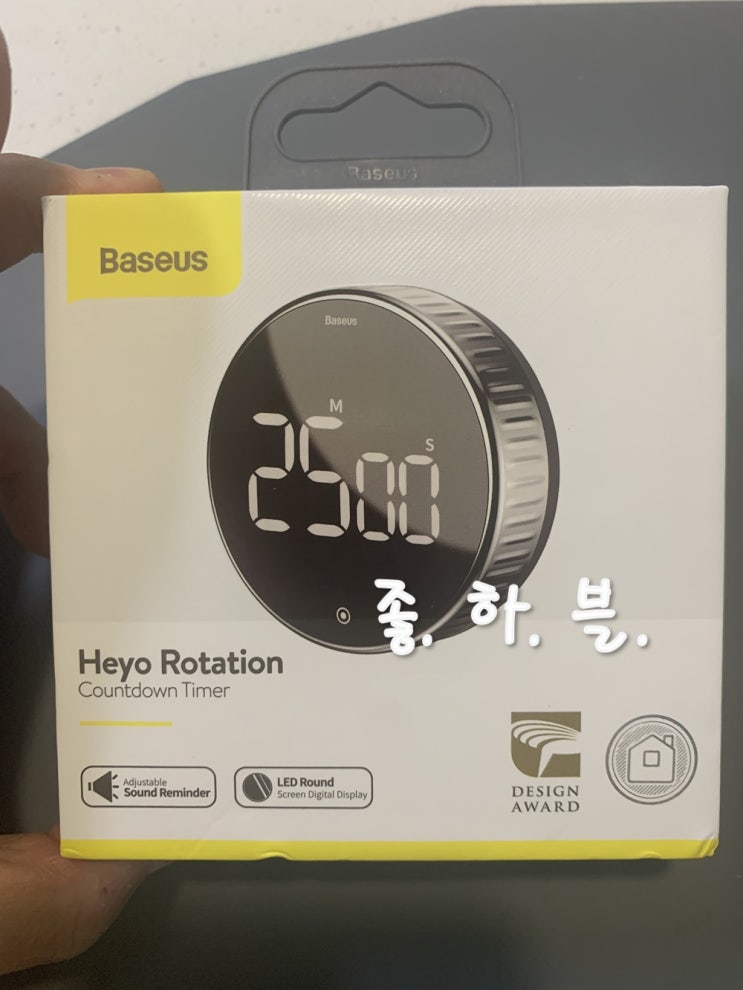 Baseus
Baseus
Baseus
M
S
25 00
좋. 하. 블.
Heyo Rotation
Countdown Timer
Adjustable
Sound Reminder
LED Round
Screen Digital Display
DESIGN
AWARD